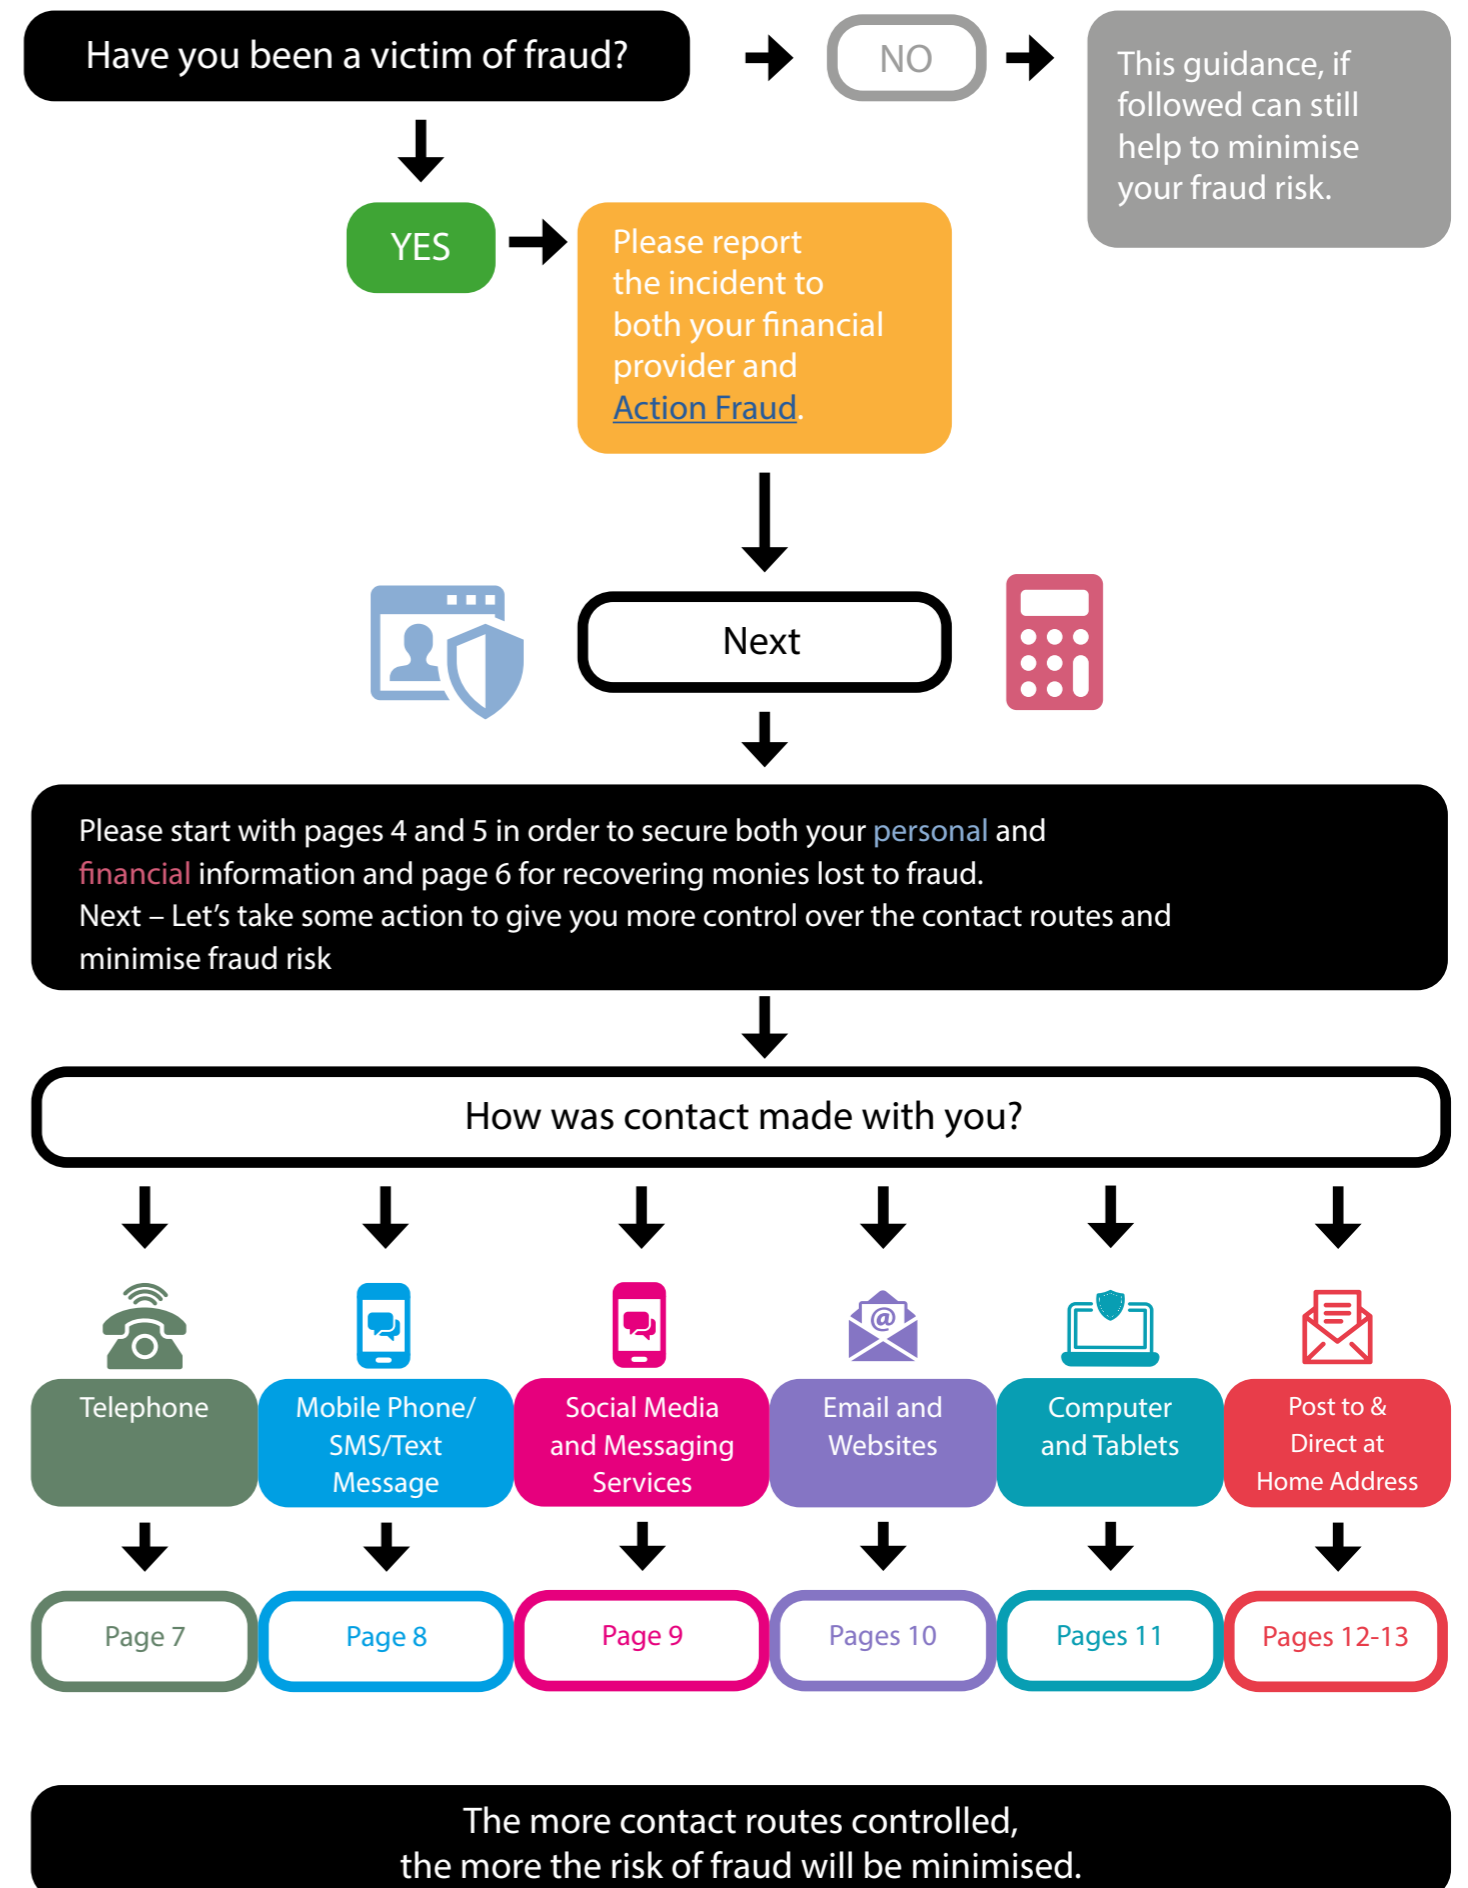 Have you been a victim of fraud?
NO
This guidance, if
followed can still
help to minimise
your fraud risk.
YES
Please report
the incident to
both your financial
provider and
Action Fraud.
Next
Please start with pages 4 and 5 in order to secure both your personal and
financial information and page 6 for recovering monies lost to fraud.
Next – Let's take some action to give you more control over the contact routes and
minimise fraud risk
How was contact made with you?
@
Telephone
Mobile Phone/
SMS/Text
Message
Social Media
and Messaging
Services
Email and
Websites
Computer
and Tablets
Post to &
Direct at
Home Address
Page 7
Page 8
Page 9
Pages 10
Pages 11
Pages 12-13
The more contact routes controlled,
the more the risk of fraud will be minimised.